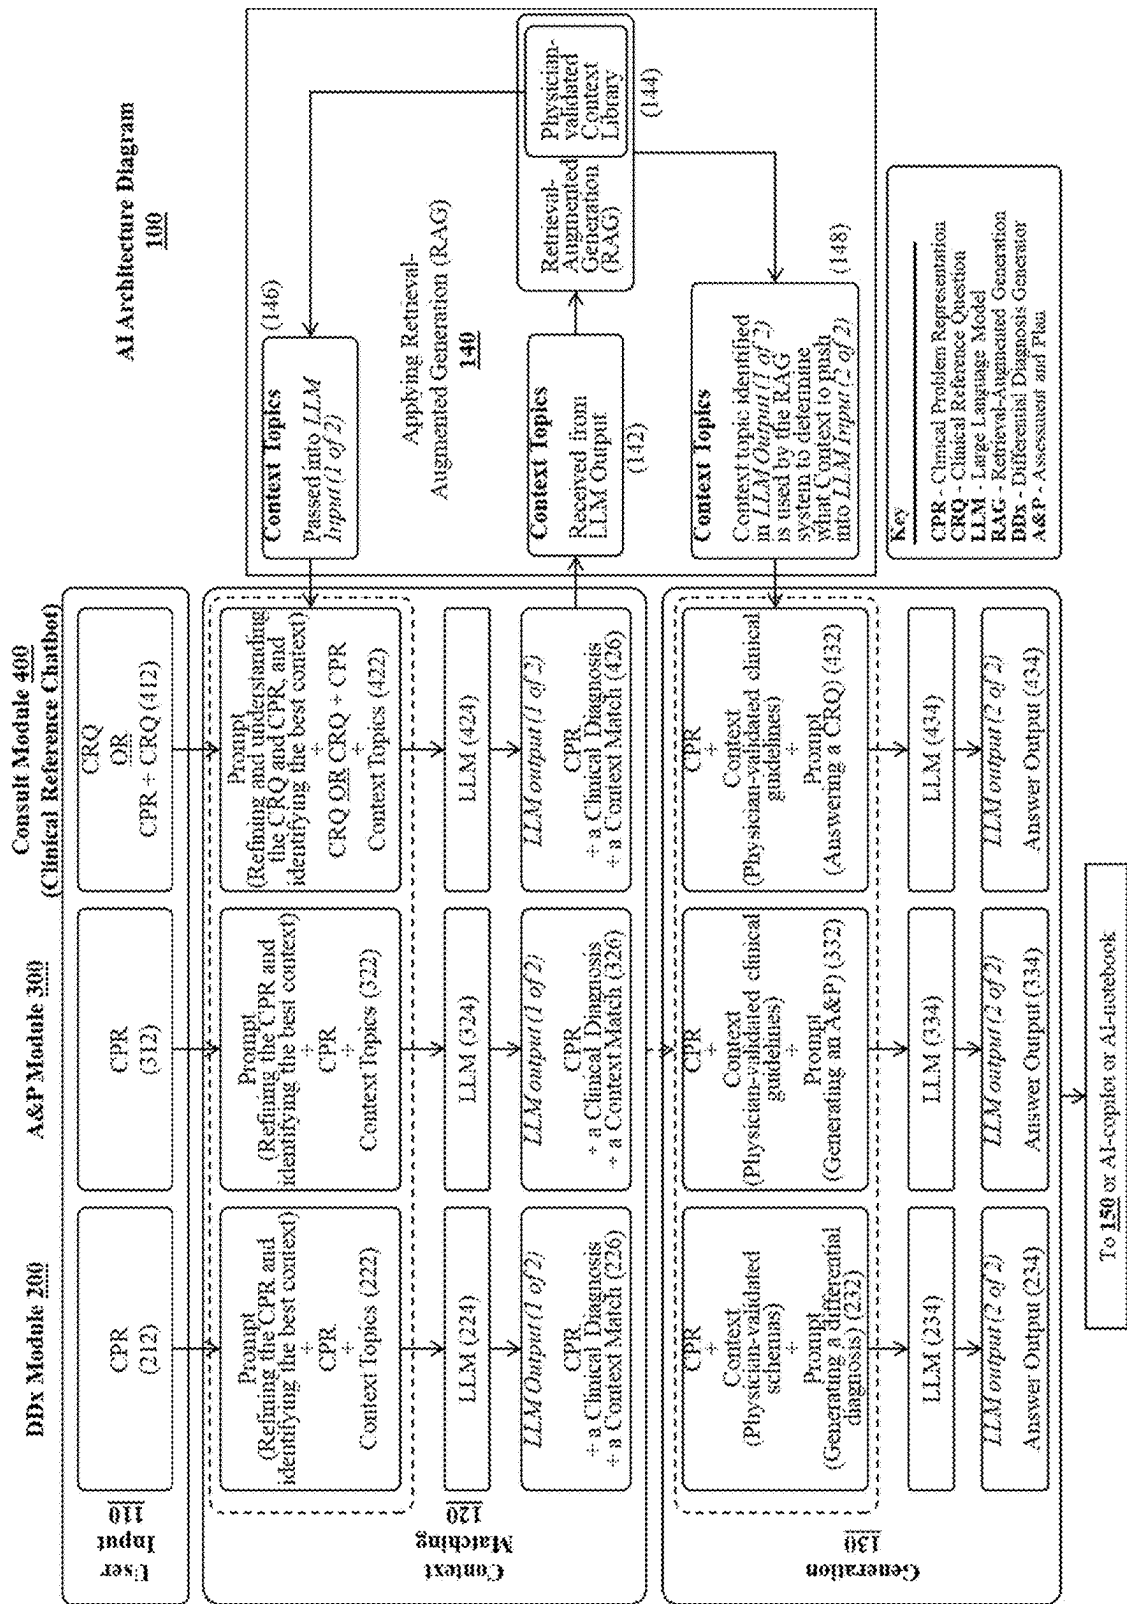 AI Architecture Diagram
100
DDx Module 200
A&P Module 300
Consult Module 400
(Clinical Reference Chatbot)
User
Input
110
CPR
(212)
CPR
(312)
CRQ
OR
CPR + CRQ (412)
Context
Matching
120
Prompt
(Refining the CPR and
identifying the best context)
+
CPR
+
Context Topics (222)
Prompt
(Refining the CPR and
identifying the best context)
+
CPR
+
Context Topics (322)
Prompt
(Refining and understanding
the CRQ and CPR, and
identifying the best context)
+
CRQ OR CRQ + CPR
+
Context Topics (422)
LLM (224)
LLM (324)
LLM (424)
LLM Output (1 of 2)
CPR
+ a Clinical Diagnosis
+ a Context Match (226)
LLM output (1 of 2)
CPR
+ a Clinical Diagnosis
+ a Context Match (326)
LLM output (1 of 2)
CPR
+ a Clinical Diagnosis
+ a Context Match (426)
Generation
130
CPR
+
Context
(Physician-validated
schemas)
+
Prompt
(Generating a differential
diagnosis) (232)
CPR
+
Context
(Physician-validated clinical
guidelines)
+
Prompt
(Generating an A&P) (332)
CPR
+
Context
(Physician-validated clinical
guidelines)
+
Prompt
(Answering a CRQ) (432)
LLM (234)
LLM (334)
LLM (434)
LLM output (2 of 2)
Answer Output (234)
LLM output (2 of 2)
Answer Output (334)
LLM output (2 of 2)
Answer Output (434)
To 150 or AI-copilot or AI-notebook
Applying Retrieval-
Augmented Generation (RAG)
140
Context Topics
Passed into LLM
Input (1 of 2)
(146)
Context Topics
Received from
LLM Output
(142)
Retrieval-
Augmented
Generation
(RAG)
Physician-
validated
Context
Library
(144)
Context Topics
Context topic identified
in LLM Output (1 of 2)
is used by the RAG
system to determine
what Context to push
into LLM Input (2 of 2)
(148)
Key
CPR - Clinical Problem Representation
CRQ - Clinical Reference Question
LLM - Large Language Model
RAG - Retrieval-Augmented Generation
DDx - Differential Diagnosis Generator
A&P - Assessment and Plan